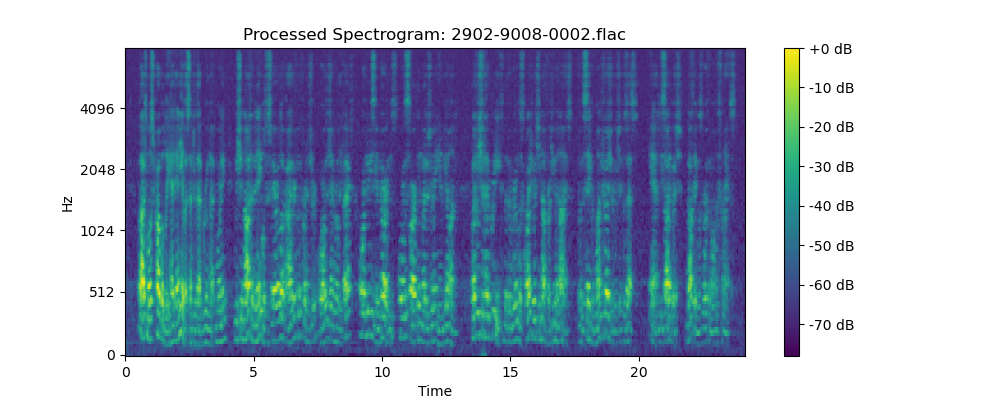 Processed Spectrogram: 2902-9008-0002.flac
Hz
4096
2048
1024
512
0
0 5 10 15 20
Time
+0 dB
-10 dB
-20 dB
-30 dB
-40 dB
-50 dB
-60 dB
-70 dB